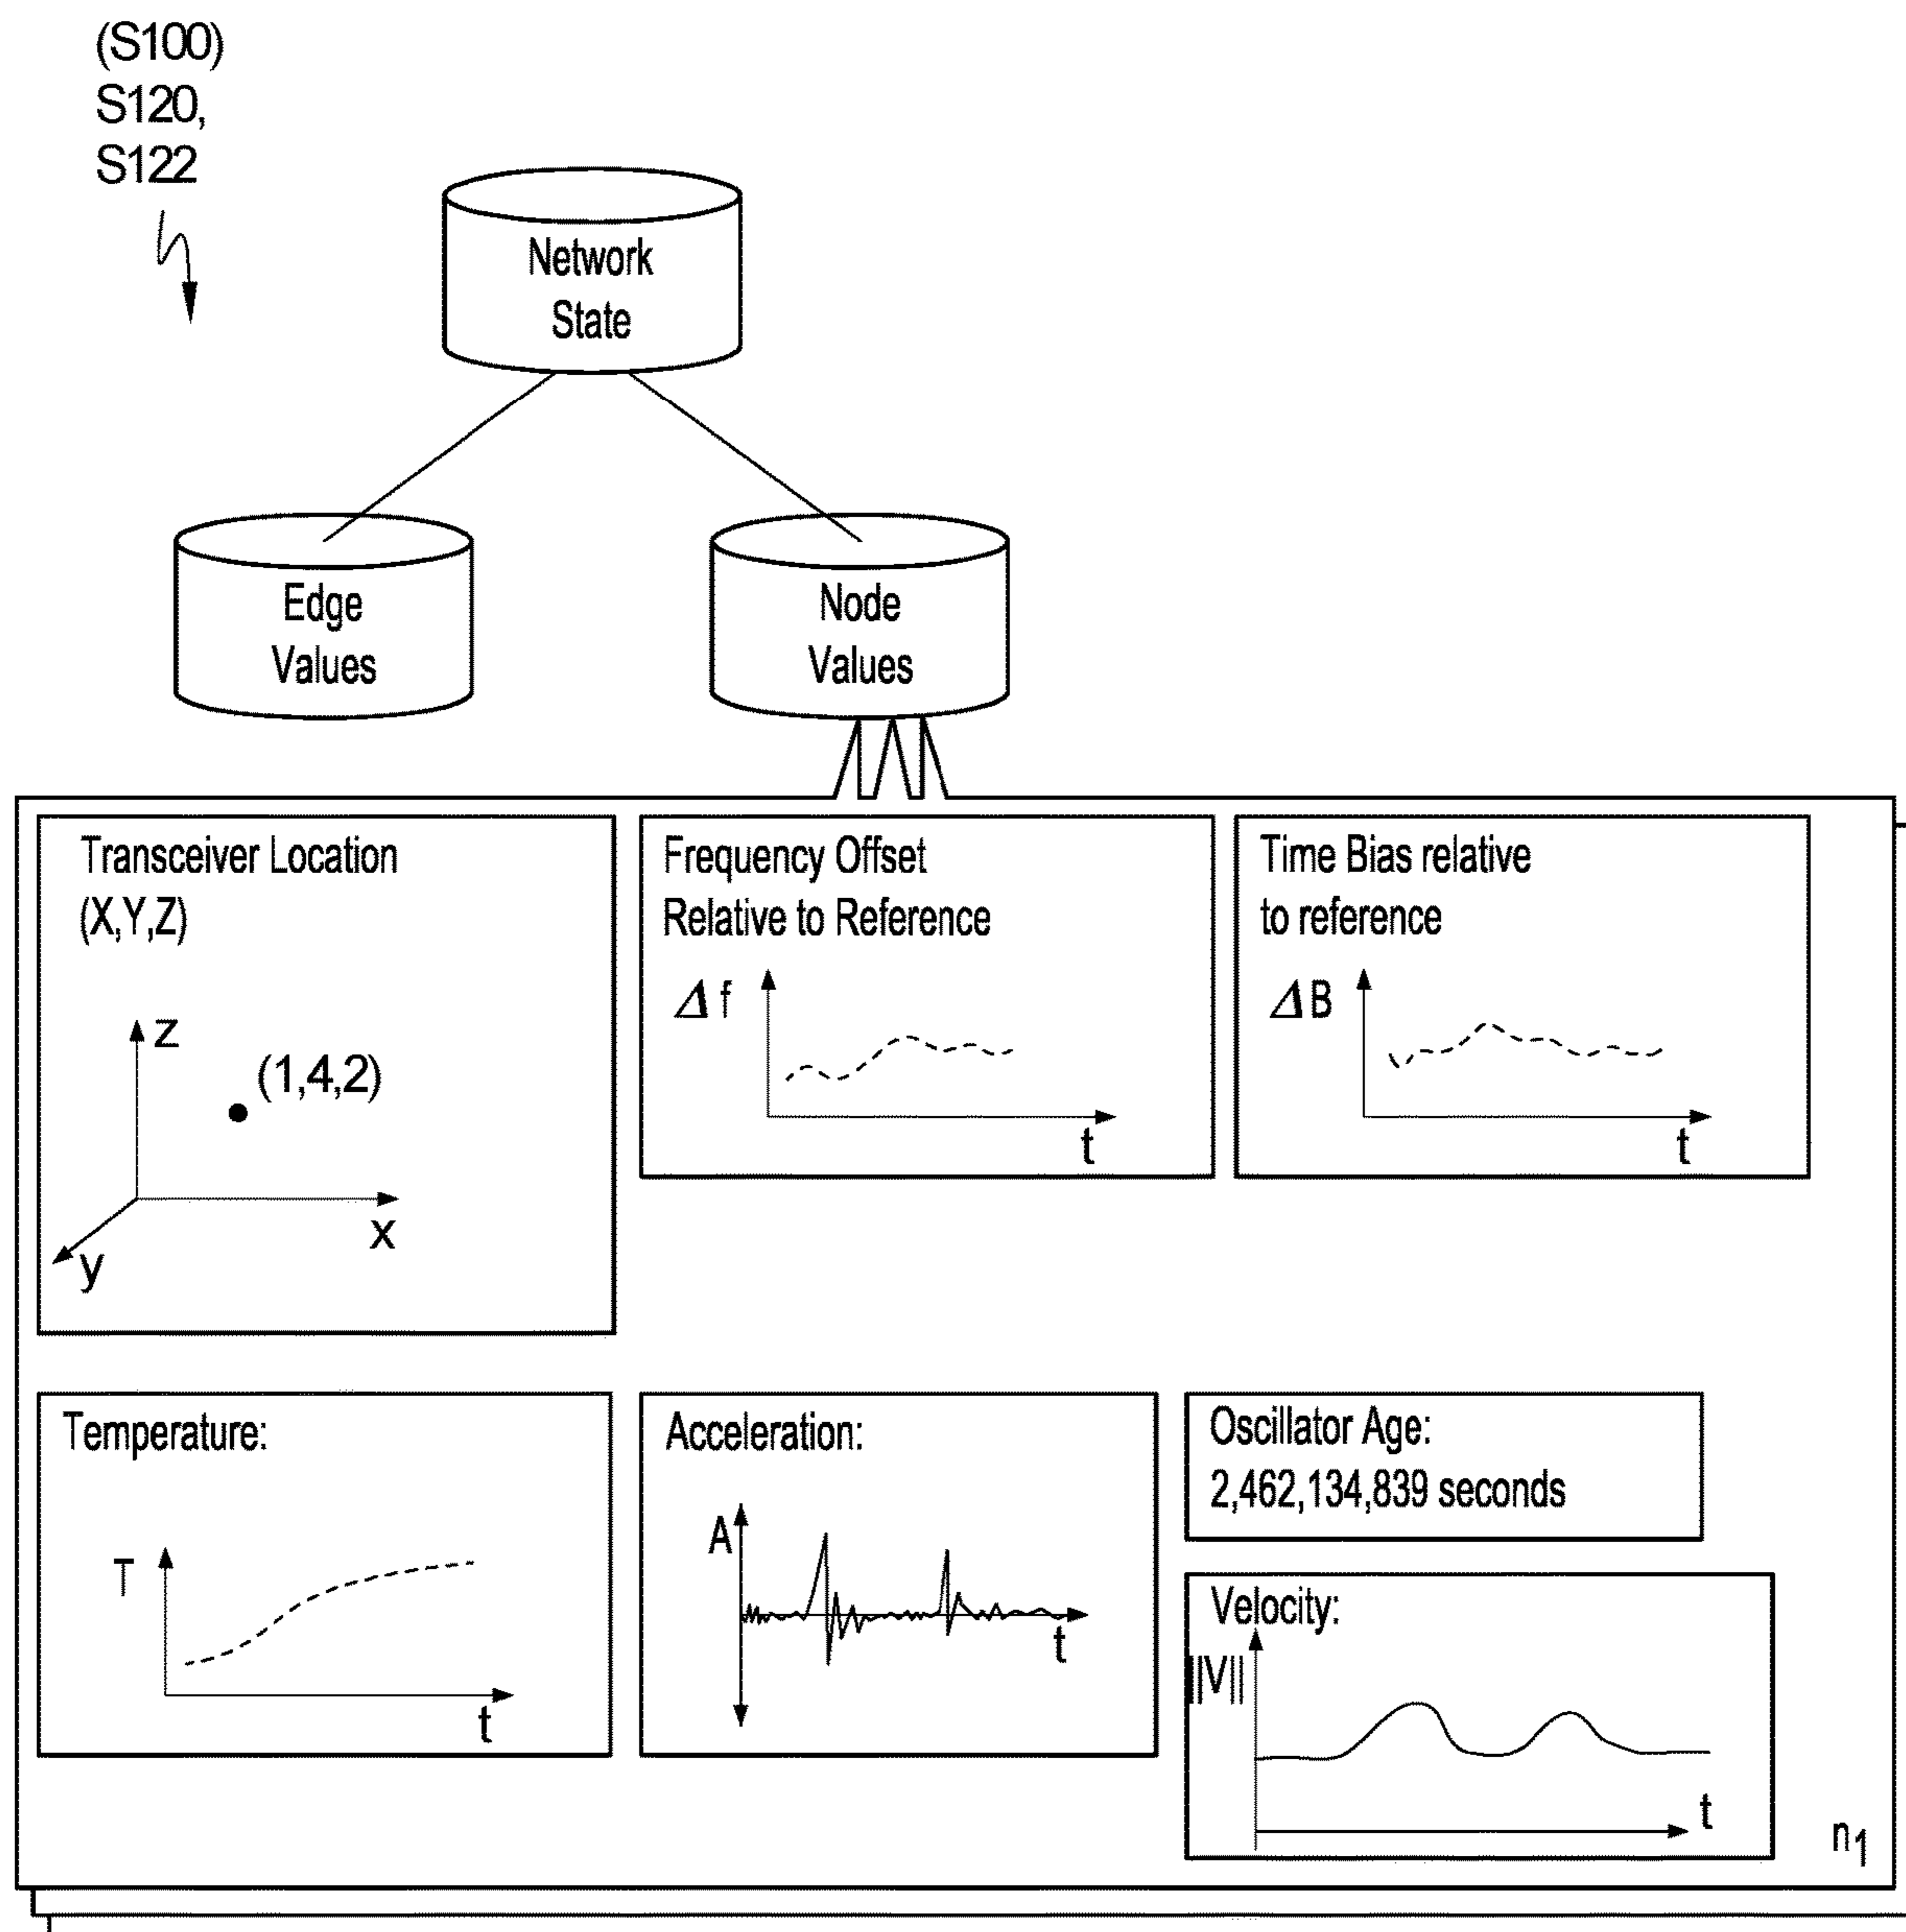 (S100)
S120,
S122
Network
State
Edge
Values
Node
Values
Transceiver Location
(X,Y,Z)
z
(1,4,2)
x
y
Frequency Offset
Relative to Reference
Δ f
t
Time Bias relative
to reference
Δ B
t
Temperature:
T
t
Acceleration:
A
t
Oscillator Age:
2,462,134,839 seconds
Velocity:
||V||
t
n1